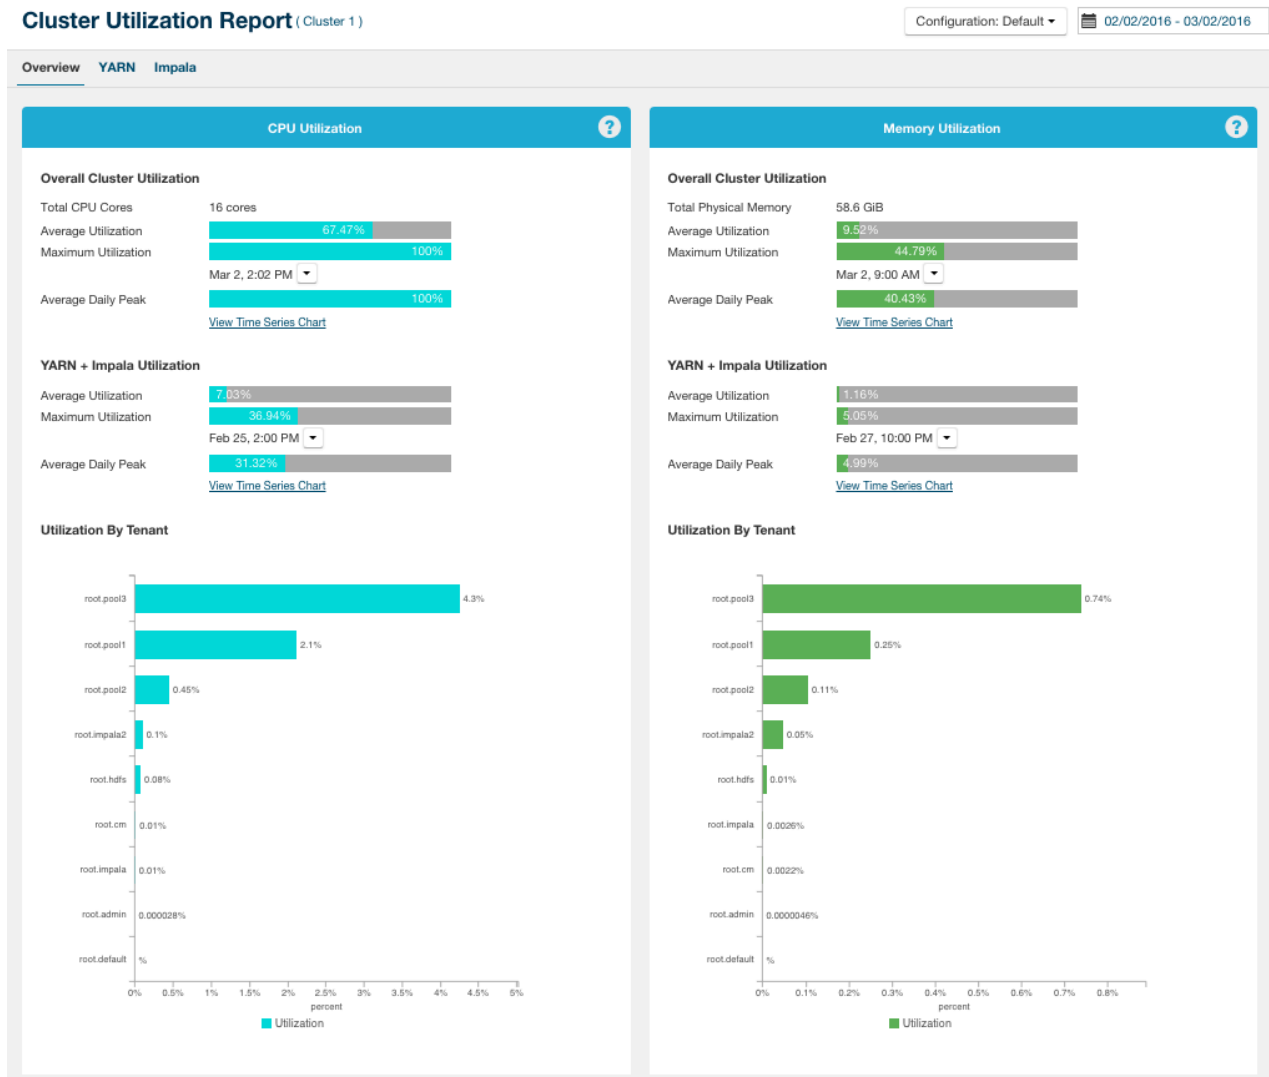 Cluster Utilization Report ( Cluster 1 )
Configuration: Default
02/02/2016 - 03/02/2016
Overview YARN Impala
CPU Utilization ?
Overall Cluster Utilization
Total CPU Cores 16 cores
Average Utilization 67.47%
Maximum Utilization 100%
Mar 2, 2:02 PM
Average Daily Peak 100%
View Time Series Chart
YARN + Impala Utilization
Average Utilization 7.03%
Maximum Utilization 36.94%
Feb 25, 2:00 PM
Average Daily Peak 31.32%
View Time Series Chart
Utilization By Tenant
root.pool3 4.3%
root.pool1 2.1%
root.pool2 0.45%
root.impala2 0.1%
root.hdfs 0.08%
root.cm 0.01%
root.impala 0.01%
root.admin 0.000028%
root.default %
0% 0.5% 1% 1.5% 2% 2.5% 3% 3.5% 4% 4.5% 5%
percent
Utilization
Memory Utilization ?
Overall Cluster Utilization
Total Physical Memory 58.6 GiB
Average Utilization 9.52%
Maximum Utilization 44.79%
Mar 2, 9:00 AM
Average Daily Peak 40.43%
View Time Series Chart
YARN + Impala Utilization
Average Utilization 1.16%
Maximum Utilization 5.05%
Feb 27, 10:00 PM
Average Daily Peak 4.99%
View Time Series Chart
Utilization By Tenant
root.pool3 0.74%
root.pool1 0.25%
root.pool2 0.11%
root.impala2 0.05%
root.hdfs 0.01%
root.impala 0.0026%
root.cm 0.0022%
root.admin 0.0000046%
root.default %
0% 0.1% 0.2% 0.3% 0.4% 0.5% 0.6% 0.7% 0.8%
percent
Utilization